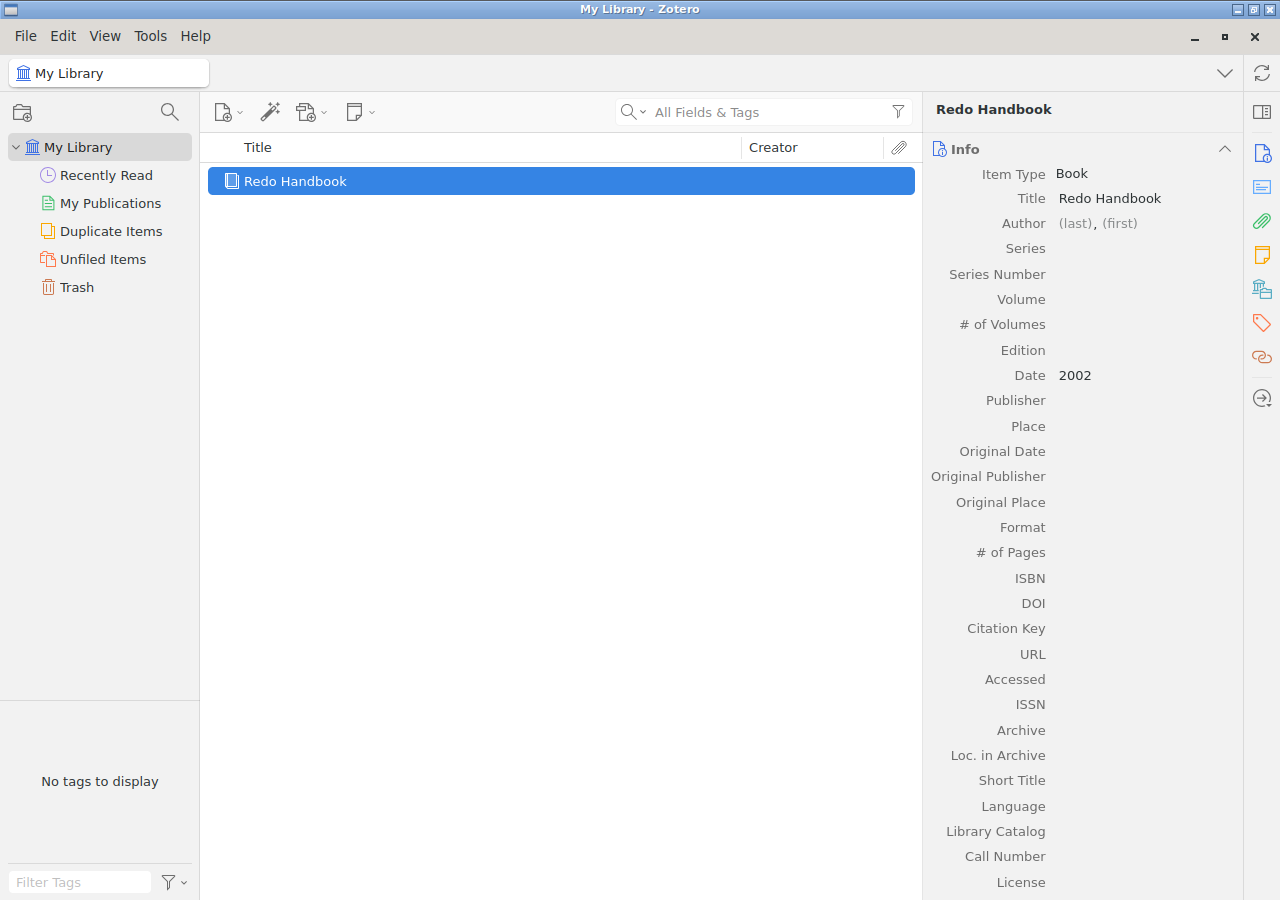 My Library - Zotero
File Edit View Tools Help
My Library
All Fields & Tags
My Library
Recently Read
My Publications
Duplicate Items
Unfiled Items
Trash
No tags to display
Filter Tags
Title Creator
Redo Handbook
Redo Handbook
Info
Item Type Book
Title Redo Handbook
Author (last), (first)
Series
Series Number
Volume
# of Volumes
Edition
Date 2002
Publisher
Place
Original Date
Original Publisher
Original Place
Format
# of Pages
ISBN
DOI
Citation Key
URL
Accessed
ISSN
Archive
Loc. in Archive
Short Title
Language
Library Catalog
Call Number
License